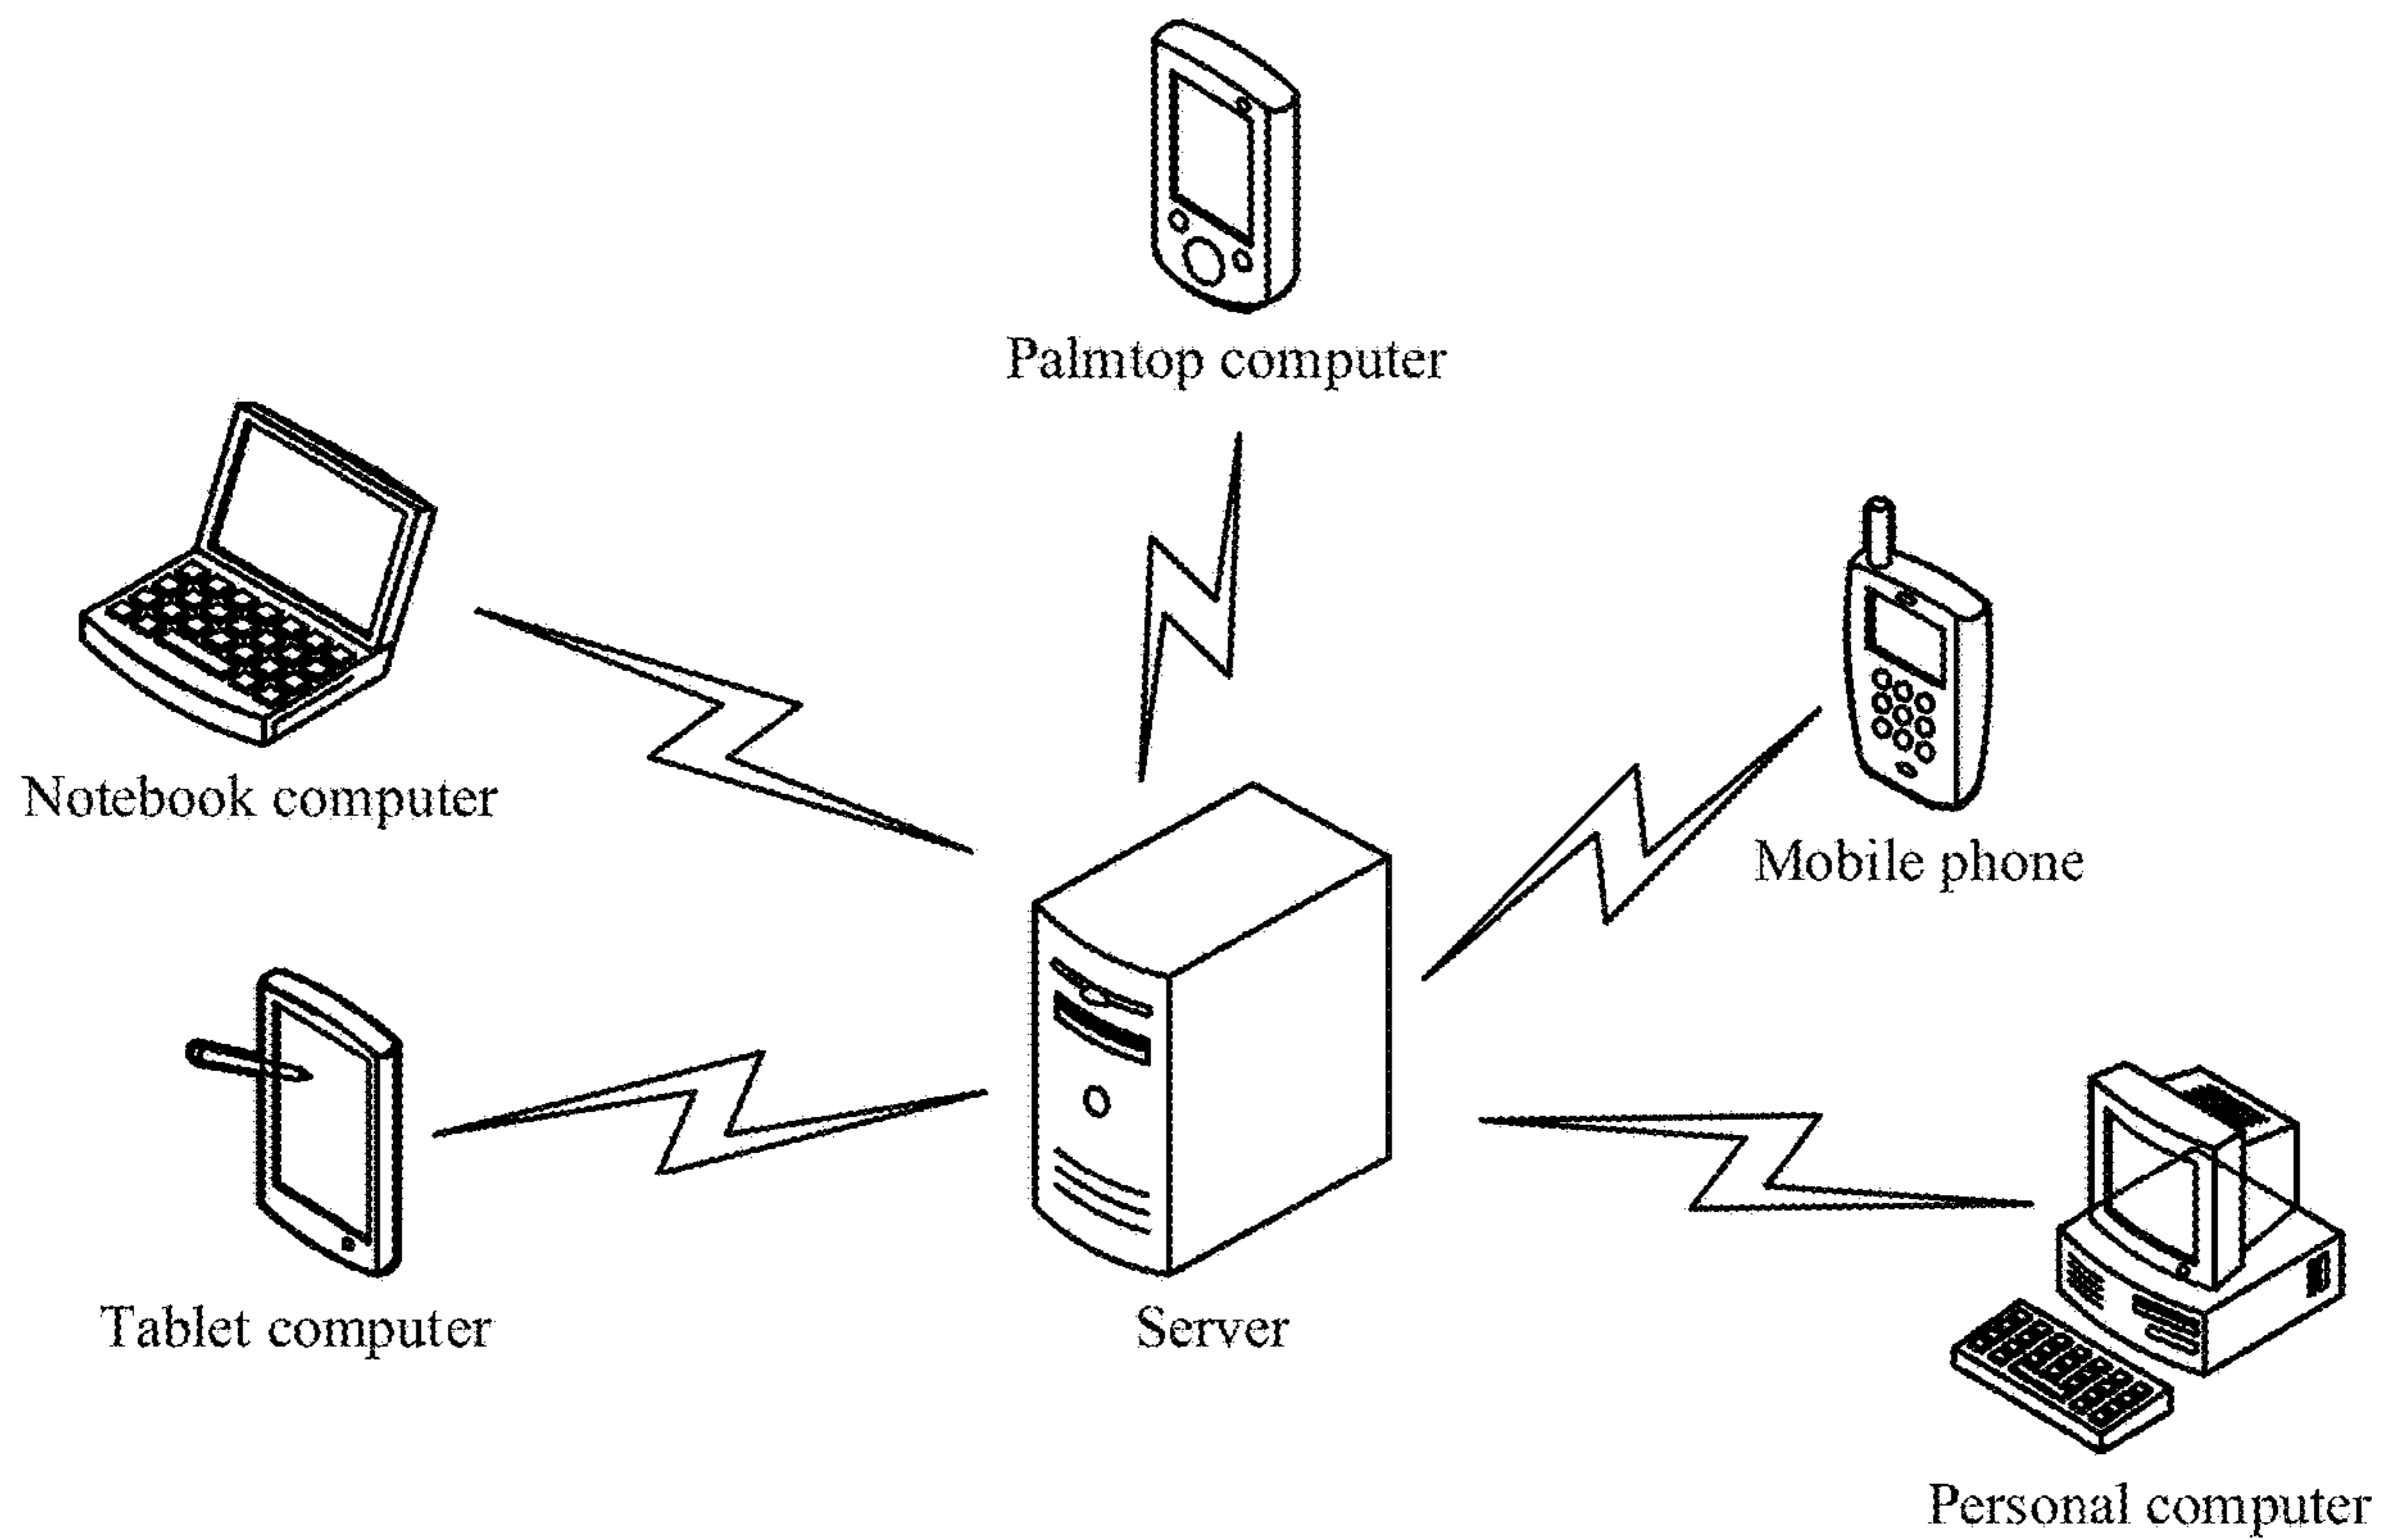 Palmtop computer
Notebook computer
Mobile phone
Tablet computer
Server
Personal computer